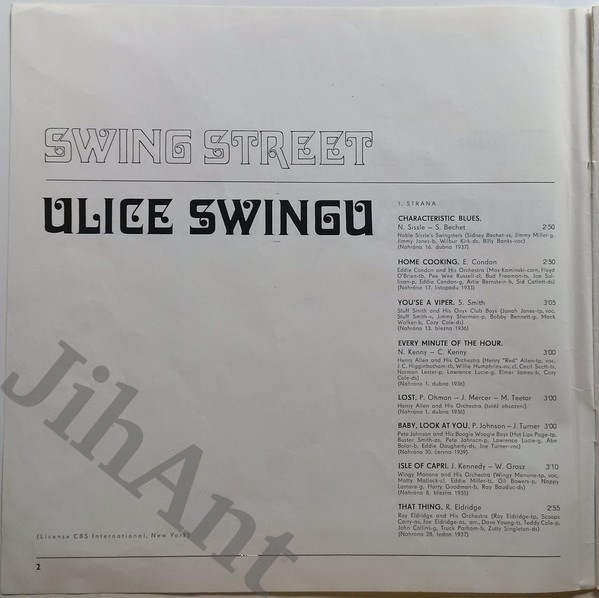 SWING STREET
ULICE SWINGU
1. STRANA
CHARACTERISTIC BLUES.
N. Sissle – S. Bechet 2'50
Noble Sissle's Swingsters (Sidney Bechet-ss, Jimmy Miller-g,
Jimmy Jones-b, Wilbur Kirk-ds, Billy Banks-voc)
(Nahráno 16. dubna 1937)
HOME COOKING. E. Condan 2'50
Eddie Condon and His Orchestra (Max Kaminski-corn, Floyd
O'Brien-tb, Pee Wee Russell-cl, Bud Freeman-ts, Joe Sul-
livan-p, Eddie Condon-g, Artie Bernstein-b, Sid Catlett-ds)
(Nahráno 17. listopadu 1933)
YOU'SE A VIPER. S. Smith 3'05
Stuff Smith and His Onyx Club Boys (Jonah Jones-tp, voc,
Stuff Smith-v, Jimmy Sherman-p, Bobby Bennett-g, Mack
Walker-b, Cozy Cole-ds)
(Nahráno 13. března 1936)
EVERY MINUTE OF THE HOUR.
N. Kenny – C. Kenny 3'00
Henry Allen and His Orchestra (Henry "Red" Allen-tp, voc,
J. C. Higginbotham-tb, Willie Humphries-as, cl, Cecil Scott-ts,
Norman Lester-p, Lawrence Lucie-g, Elmer James-b, Cozy
Cole-ds)
(Nahráno 1. dubna 1936)
LOST. P. Ohman – J. Mercer – M. Teetor 3'00
Henry Allen and His Orchestra (totéž obsazení)
(Nahráno 1. dubna 1936)
BABY, LOOK AT YOU. P. Johnson – J. Turner 3'00
Pete Johnson and His Boogie Woogie Boys (Hot Lips Page-tp,
Buster Smith-as, Pete Johnson-p, Lawrence Lucie-g, Abe
Bolar-b, Eddie Dougherty-ds, Joe Turner-voc)
(Nahráno 30. června 1939)
ISLE OF CAPRI. J. Kennedy – W. Grosz 3'10
Wingy Manone and His Orchestra (Wingy Manone-tp, voc,
Matty Matlock-cl, Eddie Miller-ts, Gil Bowers-p, Nappy
Lamare-g, Harry Goodman-b, Ray Bauduc-ds)
(Nahráno 8. března 1935)
THAT THING. R. Eldridge 2'55
Roy Eldridge and His Orchestra (Roy Eldridge-tp, Scoops
Carry-as, Joe Eldridge-as, arr., Dave Young-ts, Teddy Cole-p,
John Collins-g, Truck Parham-b, Zutty Singleton-ds)
(Nahráno 28. ledna 1937)
(License CBS International, New York)
2
JihAnt